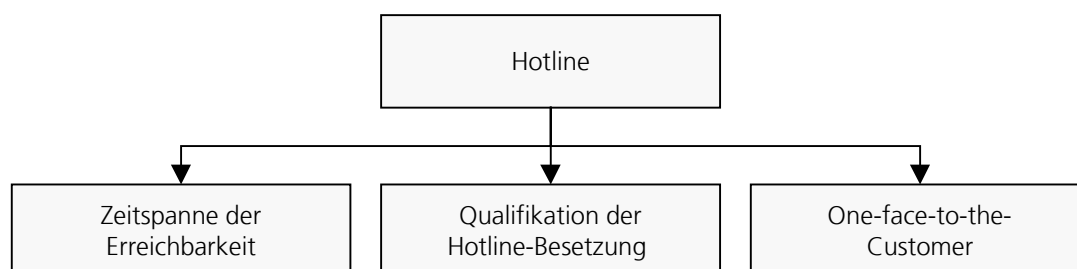 Hotline
Zeitspanne der
Erreichbarkeit
Qualifikation der
Hotline-Besetzung
One-face-to-the-
Customer